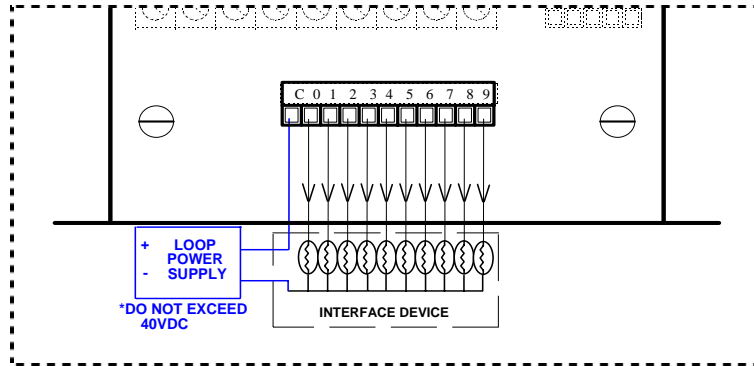 C 0 1 2 3 4 5 6 7 8 9
+ LOOP
POWER
- SUPPLY
*DO NOT EXCEED
40VDC
INTERFACE DEVICE